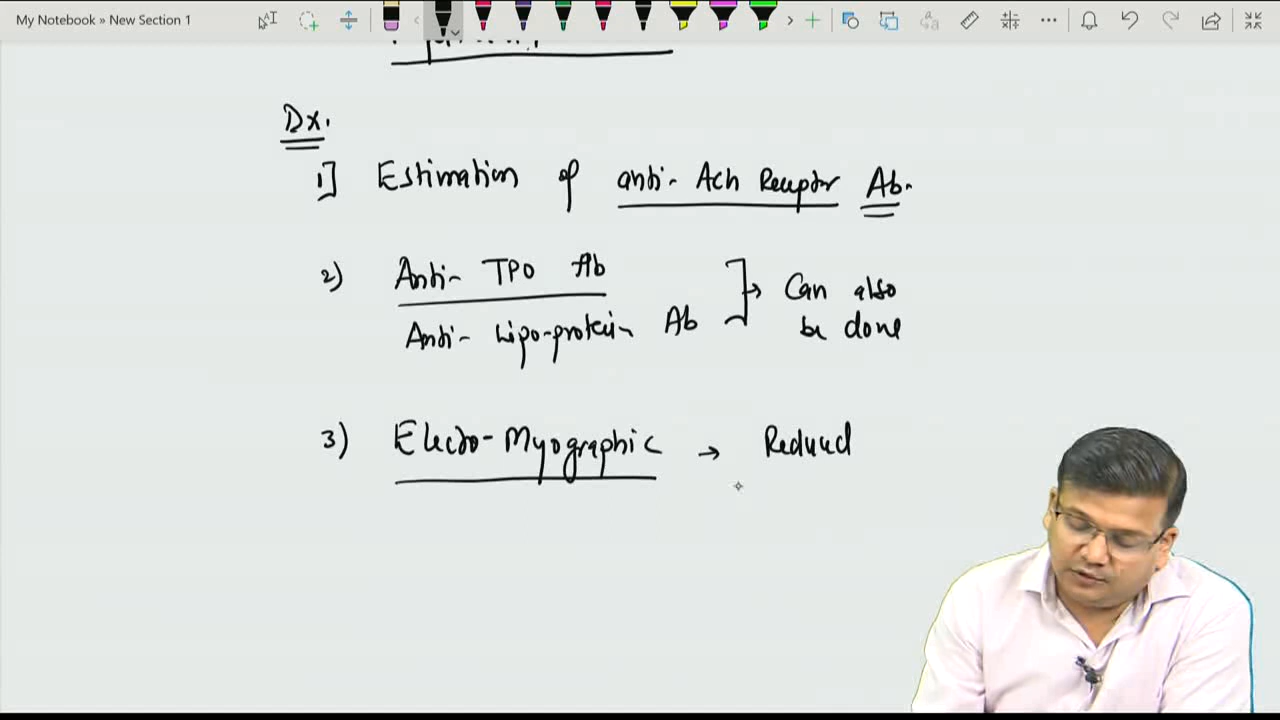 My Notebook » New Section 1
Dx.
1] Estimation of anti- Ach Receptor Ab.
2) Anti- TPO Ab
Anti- Lipo-protein Ab
→ Can also
be done
3) Electro-Myographic → Reduced